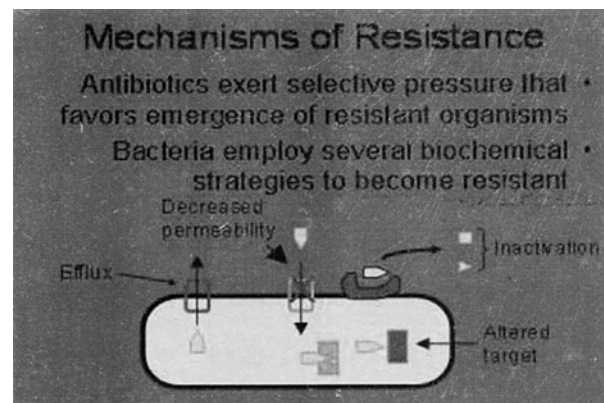 Mechanisms of Resistance
Antibiotics exert selective pressure that •
favors emergence of resistant organisms
Bacteria employ several biochemical •
strategies to become resistant
Decreased
permeability
Efflux
Inactivation
Altered
target